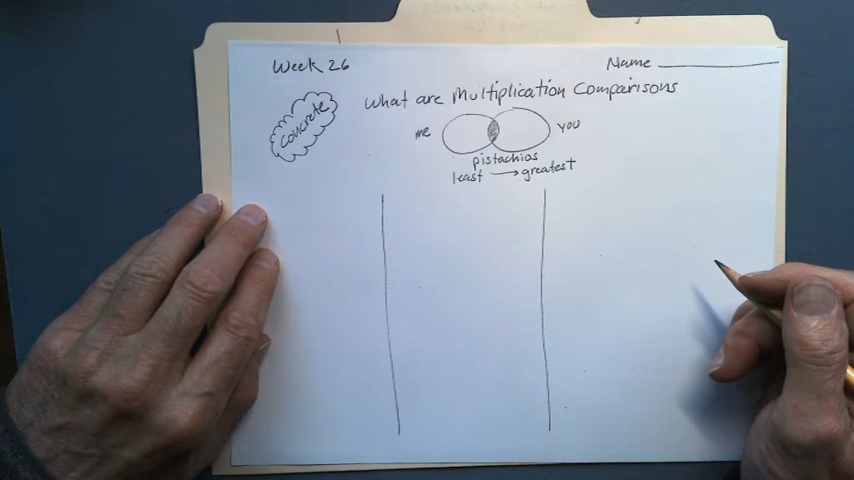 Week 26
Name
What are Multiplication Comparisons
concrete
me
you
pistachios
least → greatest